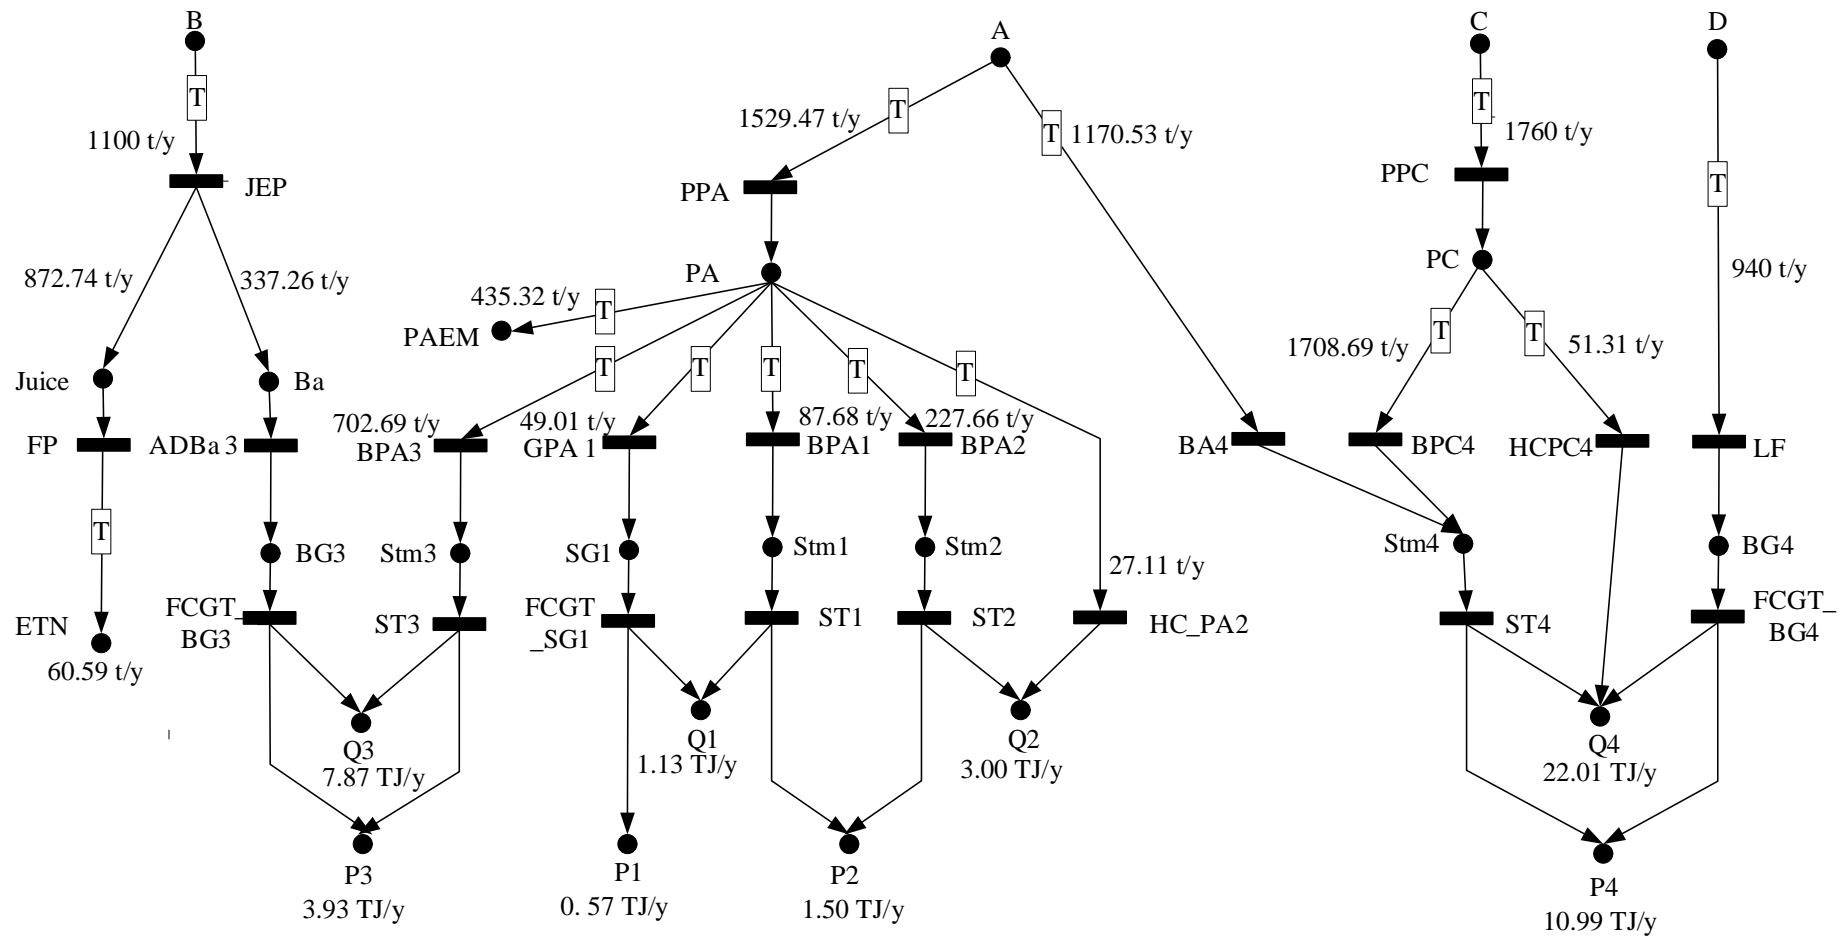 B
A
C
D
T
T
T
T
T
1529.47 t/y
1170.53 t/y
1760 t/y
1100 t/y
JEP
PPA
PPC
PA
PC
872.74 t/y
337.26 t/y
435.32 t/y
940 t/y
PAEM
T
T
T
T
T
T
T
T
1708.69 t/y
51.31 t/y
Juice
Ba
702.69 t/y
49.01 t/y
87.68 t/y
227.66 t/y
FP
ADBa 3
BPA3
GPA 1
BPA1
BPA2
BA4
BPC4
HCPC4
LF
T
BG3
Stm3
SG1
Stm1
Stm2
Stm4
BG4
27.11 t/y
ETN
60.59 t/y
FCGT_
BG3
ST3
FCGT
_SG1
ST1
ST2
HC_PA2
ST4
FCGT_
BG4
Q3
7.87 TJ/y
Q1
1.13 TJ/y
Q2
3.00 TJ/y
Q4
22.01 TJ/y
P3
3.93 TJ/y
P1
0. 57 TJ/y
P2
1.50 TJ/y
P4
10.99 TJ/y